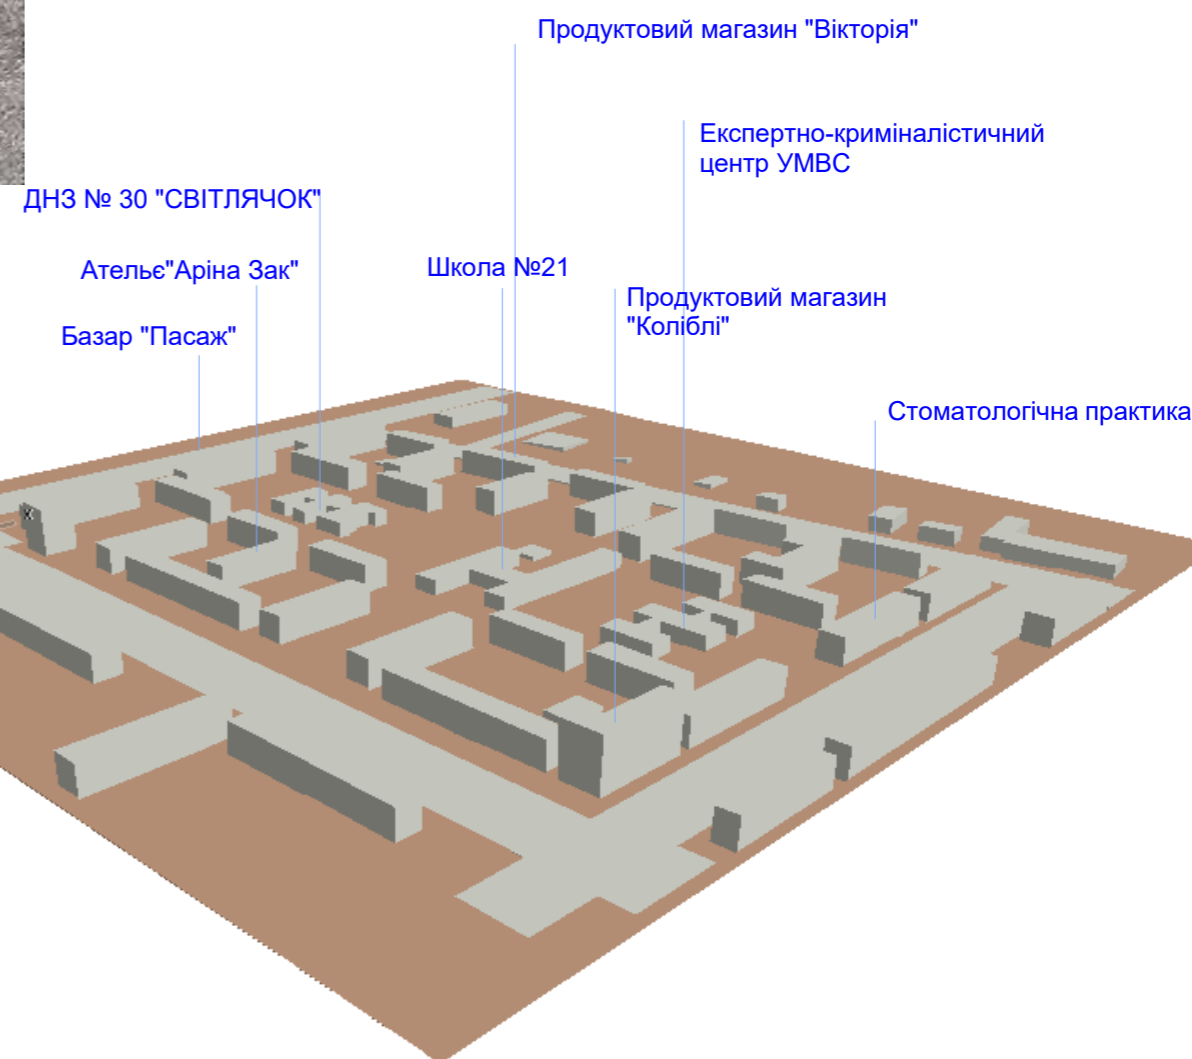 Продуктовий магазин "Вікторія"
Експертно-криміналістичний
центр УМВС
ДНЗ № 30 "СВІТЛЯЧОК"
Ательє"Аріна Зак"
Школа №21
Продуктовий магазин
"Коліблі"
Базар "Пасаж"
Стоматологічна практика